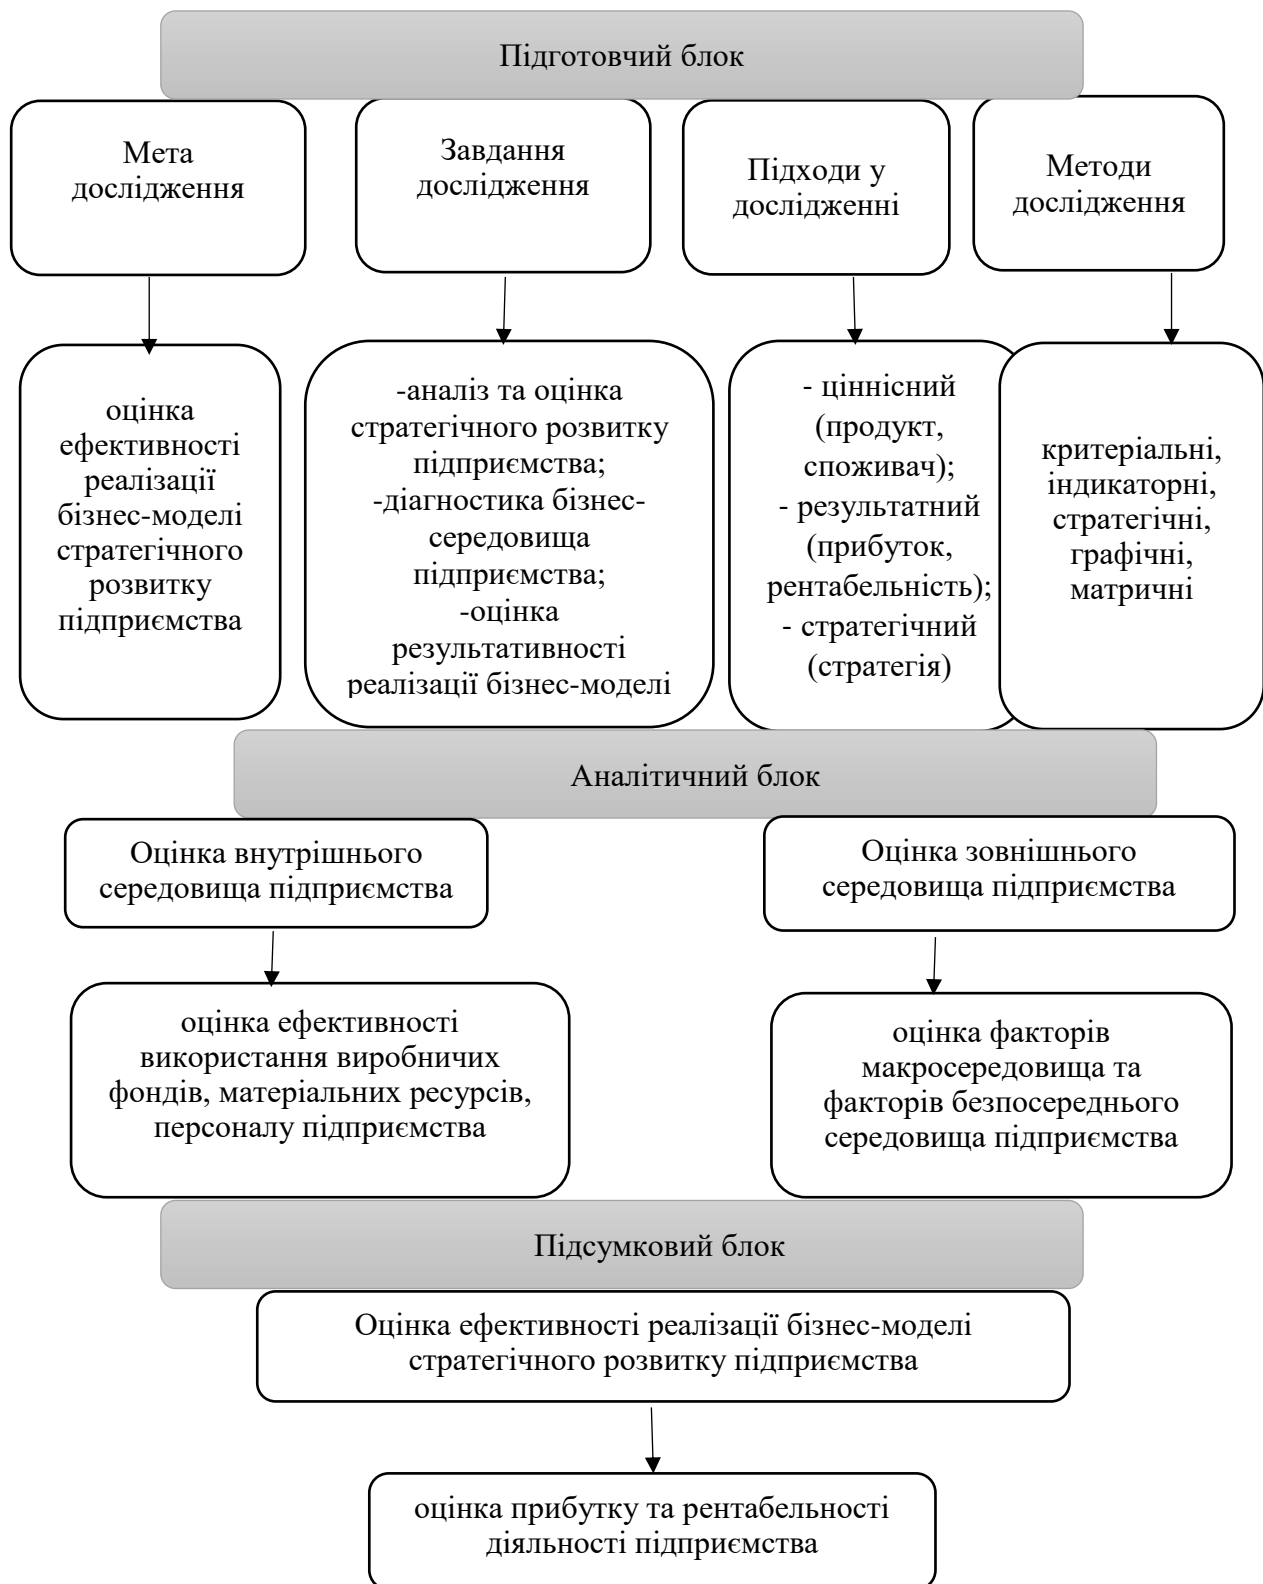 Підготовчий блок
Мета
дослідження
Завдання
дослідження
Підходи у
дослідженні
Методи
дослідження
оцінка
ефективності
реалізації
бізнес-моделі
стратегічного
розвитку
підприємства
-аналіз та оцінка
стратегічного розвитку
підприємства;
-діагностика бізнес-
середовища
підприємства;
-оцінка
результативності
реалізації бізнес-моделі
- ціннісний
(продукт,
споживач);
- результатний
(прибуток,
рентабельність);
- стратегічний
(стратегія)
критеріальні,
індикаторні,
стратегічні,
графічні,
матричні
Аналітичний блок
Оцінка внутрішнього
середовища підприємства
Оцінка зовнішнього
середовища підприємства
оцінка ефективності
використання виробничих
фондів, матеріальних ресурсів,
персоналу підприємства
оцінка факторів
макросередовища та
факторів безпосереднього
середовища підприємства
Підсумковий блок
Оцінка ефективності реалізації бізнес-моделі
стратегічного розвитку підприємства
оцінка прибутку та рентабельності
діяльності підприємства